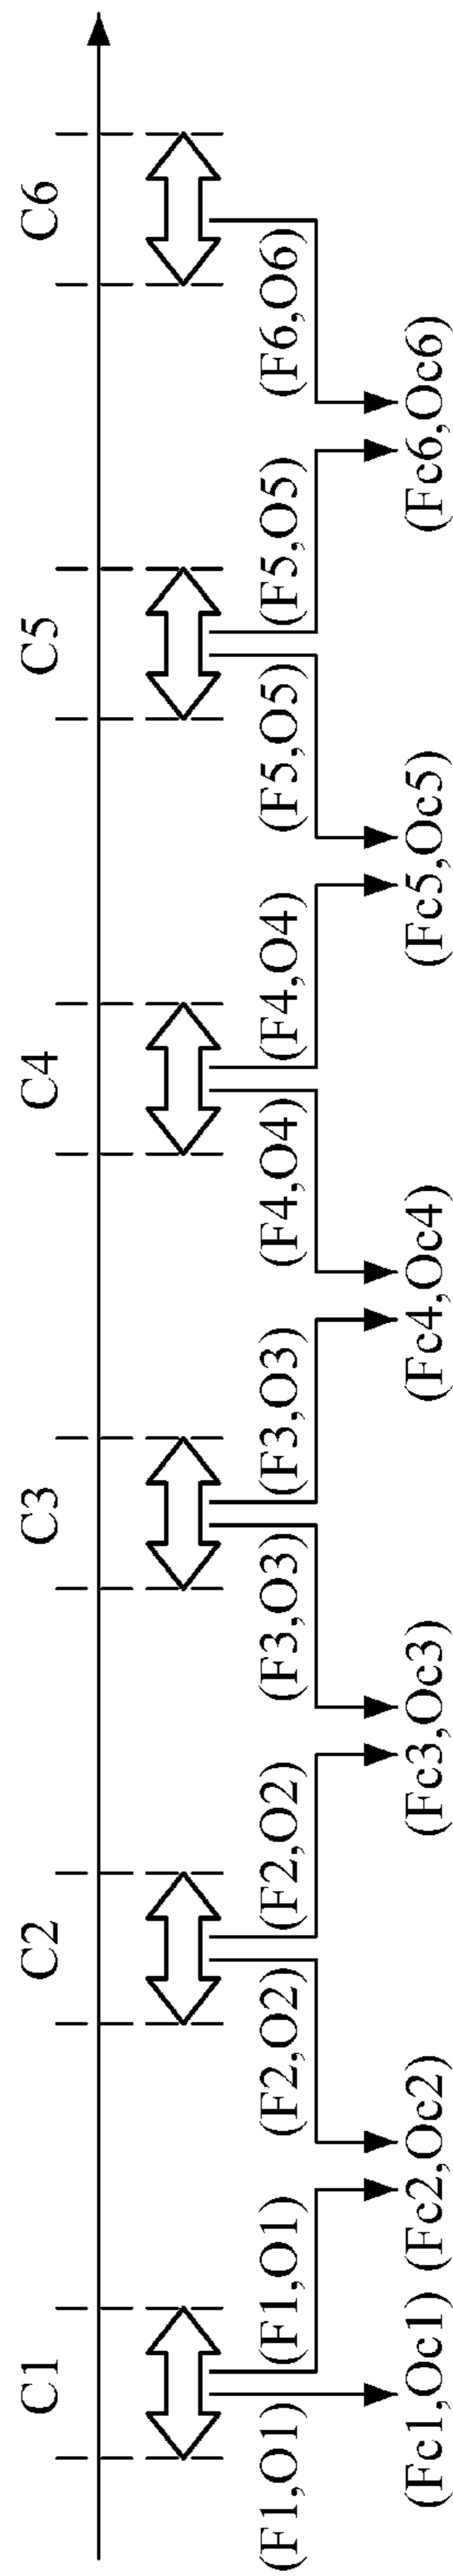 C1 C2 C3 C4 C5 C6
(F1,O1) (F1,O1) (F2,O2) (F2,O2) (F3,O3) (F3,O3) (F4,O4) (F4,O4) (F5,O5) (F5,O5) (F6,O6)
(Fc1,Oc1) (Fc2,Oc2) (Fc3,Oc3) (Fc4,Oc4) (Fc5,Oc5) (Fc6,Oc6)